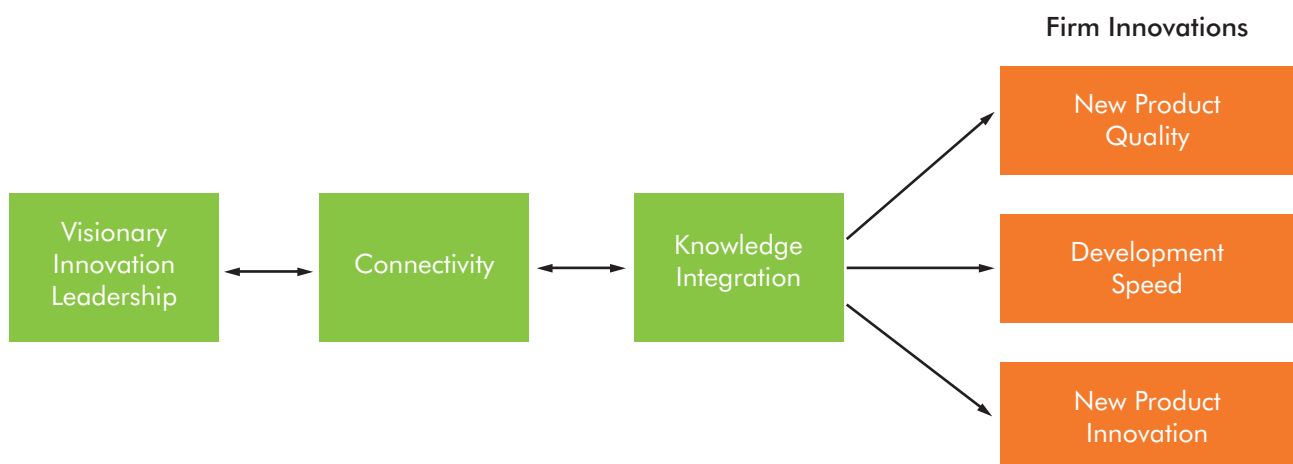 Firm Innovations
New Product
Quality
Visionary
Innovation
Leadership
Connectivity
Knowledge
Integration
Development
Speed
New Product
Innovation